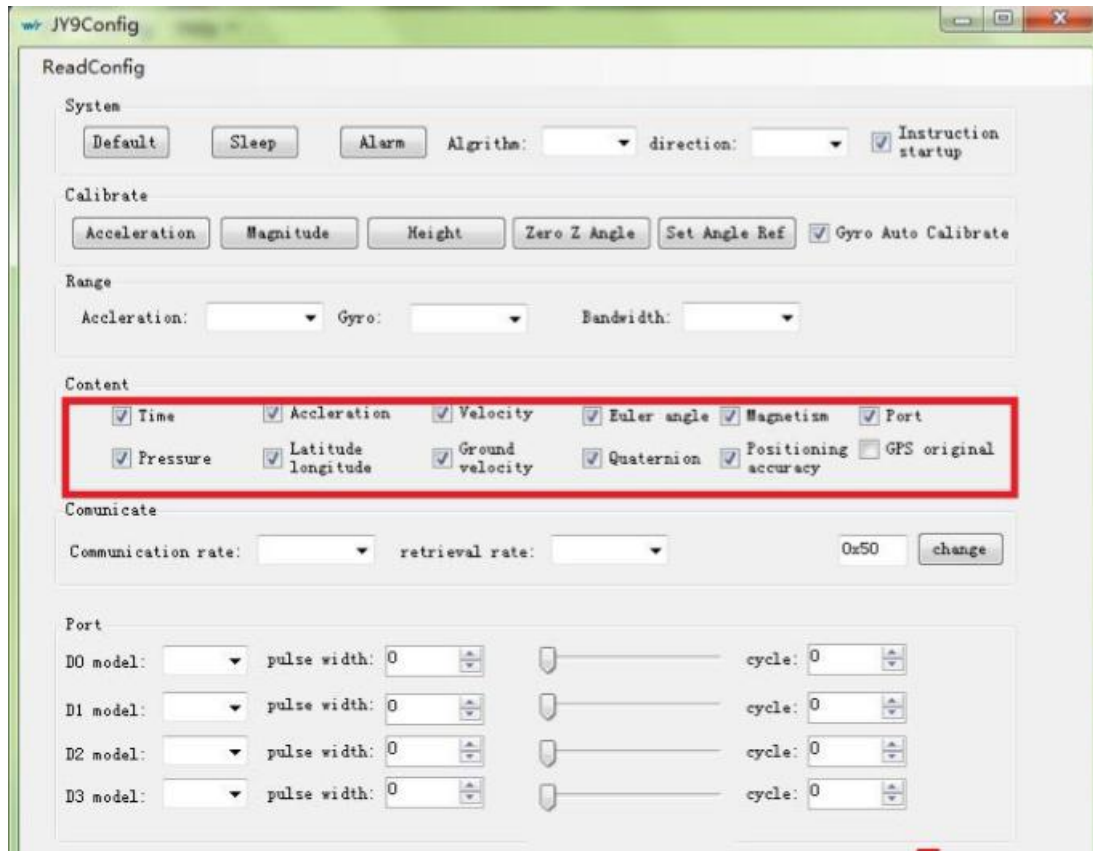 JY9Config
ReadConfig
System
Default Sleep Alarm Algrithm: direction: Instruction startup
Calibrate
Acceleration Magnitude Height Zero Z Angle Set Angle Ref Gyro Auto Calibrate
Range
Accleration: Gyro: Bandwidth:
Content
Time Accleration Velocity Euler angle Magnetism Port
Pressure Latitude longitude Ground velocity Quaternion Positioning accuracy GPS original
Comunicate
Communication rate: retrieval rate: 0x50 change
Port
D0 model: pulse width: 0 cycle: 0
D1 model: pulse width: 0 cycle: 0
D2 model: pulse width: 0 cycle: 0
D3 model: pulse width: 0 cycle: 0